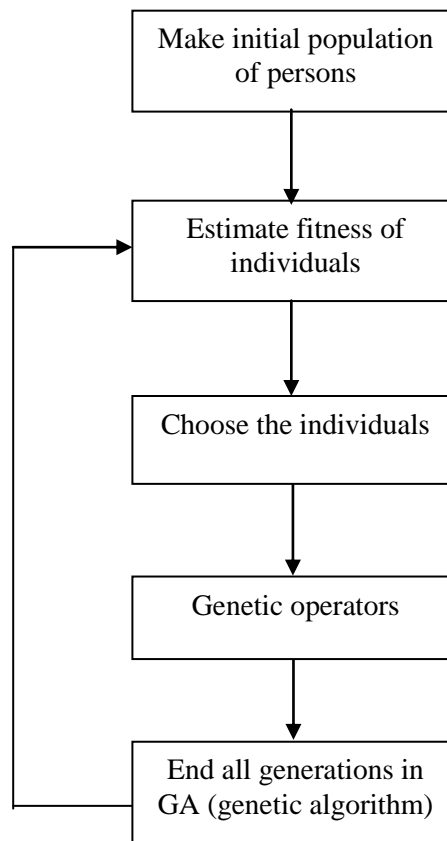 Make initial population
of persons
Estimate fitness of
individuals
Choose the individuals
Genetic operators
End all generations in
GA (genetic algorithm)